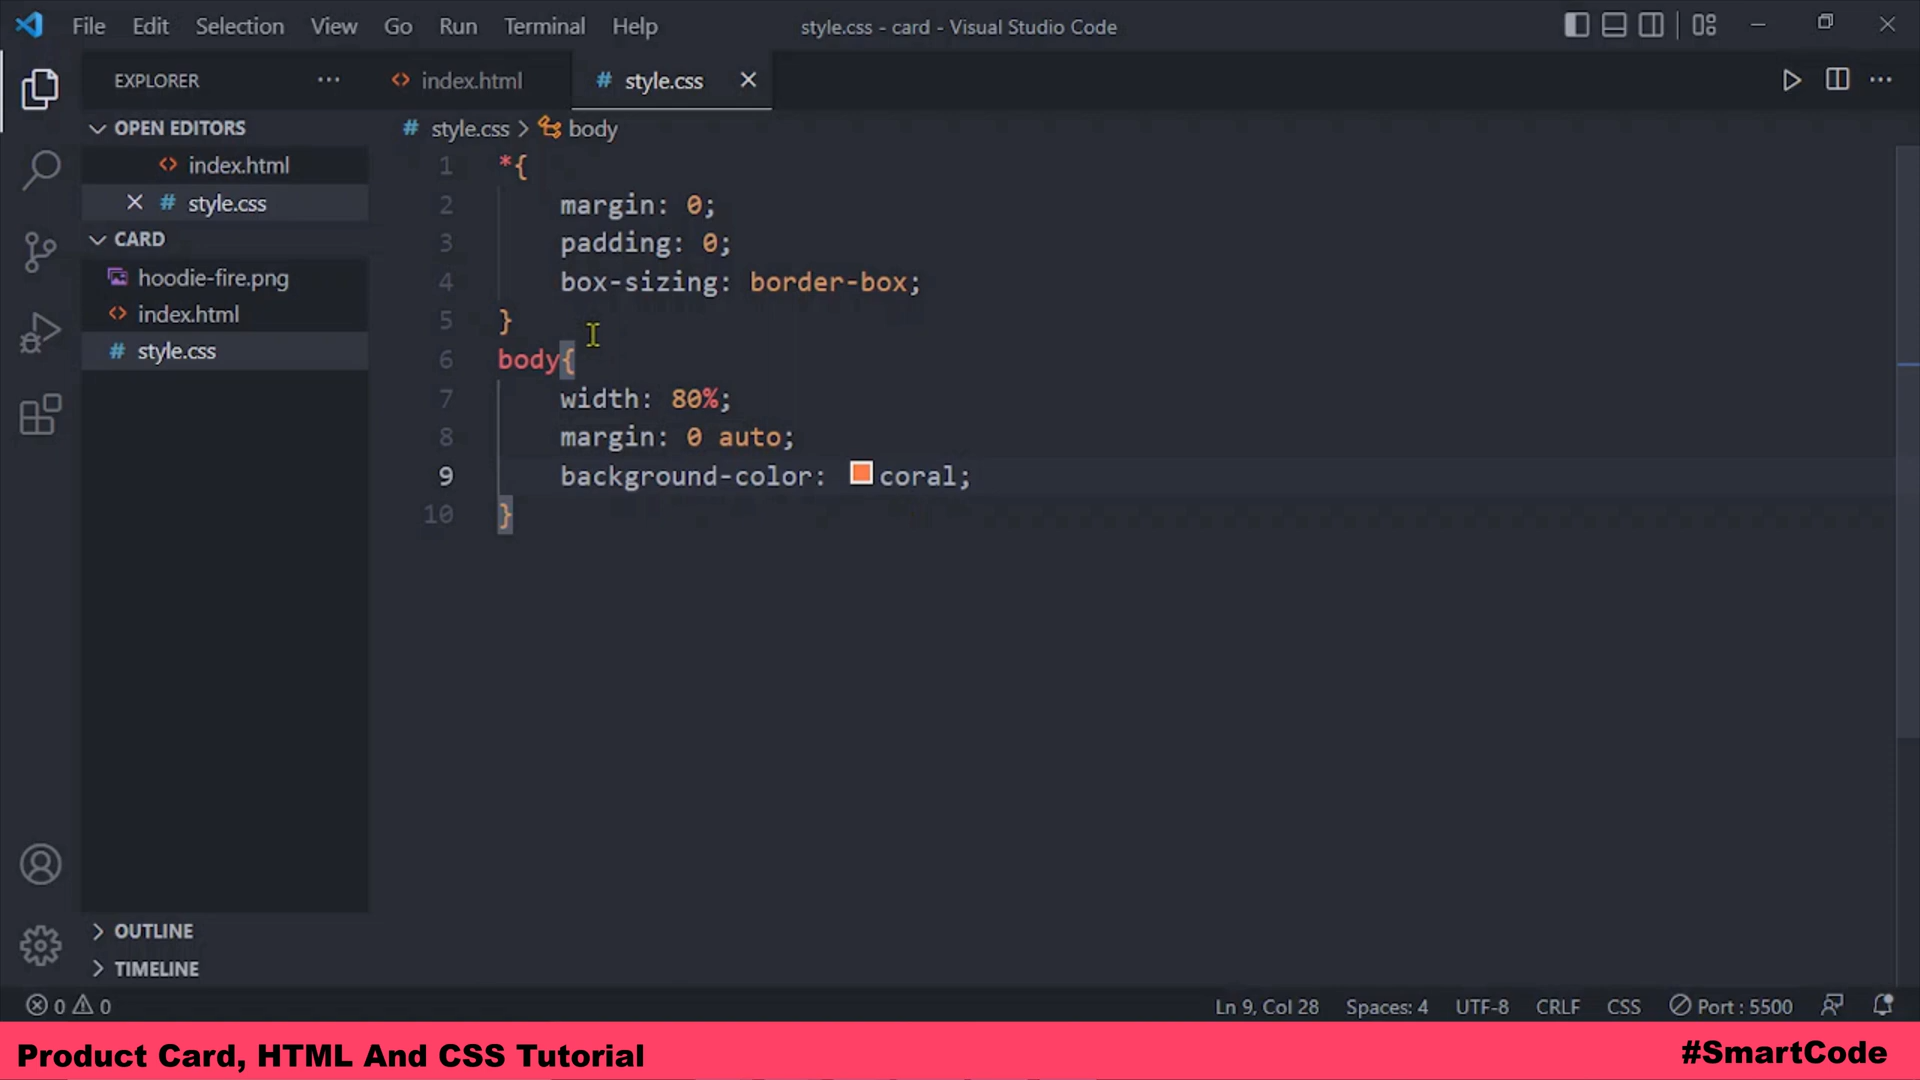 File Edit Selection View Go Run Terminal Help style.css - card - Visual Studio Code
EXPLORER ··· <> index.html # style.css ×
OPEN EDITORS
<> index.html
× # style.css
CARD
hoodie-fire.png
<> index.html
# style.css
OUTLINE
TIMELINE
# style.css > body
1 *{
2 margin: 0;
3 padding: 0;
4 box-sizing: border-box;
5 }
6 body{
7 width: 80%;
8 margin: 0 auto;
9 background-color: coral;
10 }
0 0 Ln 9, Col 28 Spaces: 4 UTF-8 CRLF CSS Port : 5500
Product Card, HTML And CSS Tutorial #SmartCode